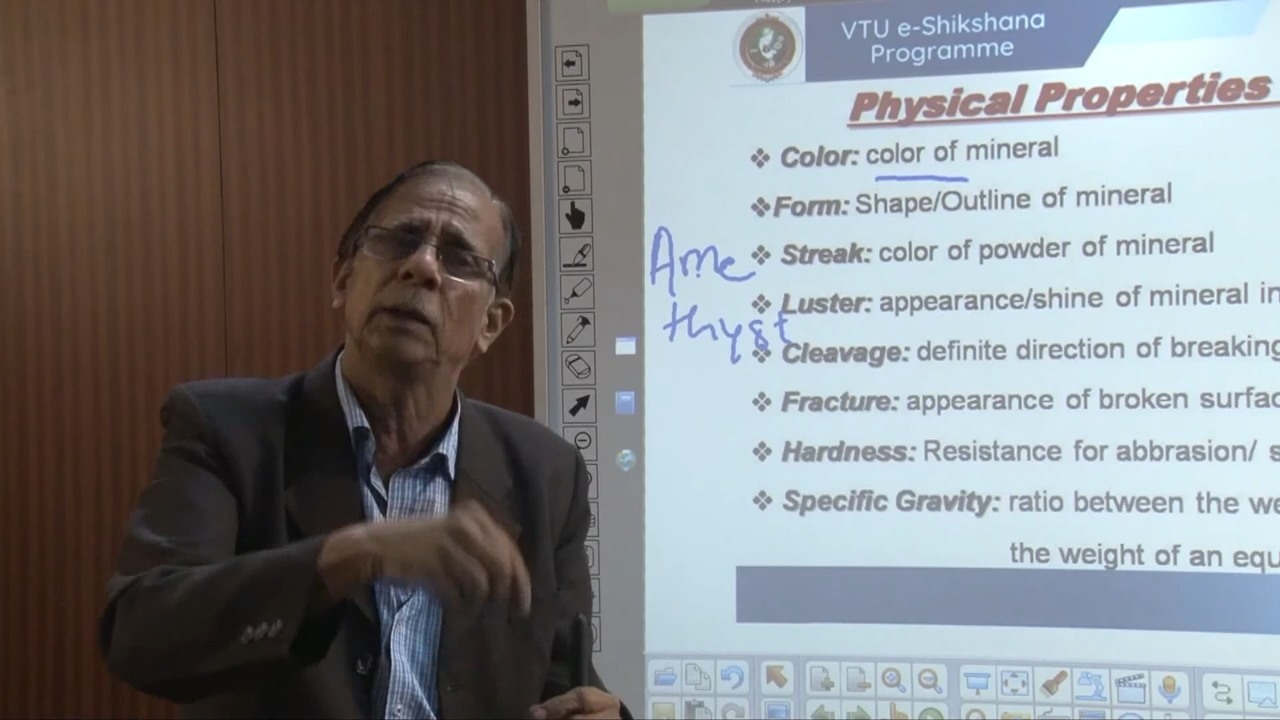 VTU e-Shikshana
Programme
Physical Properties
❖ Color: color of mineral
❖ Form: Shape/Outline of mineral
❖ Streak: color of powder of mineral
❖ Luster: appearance/shine of mineral in
❖ Cleavage: definite direction of breaking
❖ Fracture: appearance of broken surfac
❖ Hardness: Resistance for abbrasion/ s
❖ Specific Gravity: ratio between the we
the weight of an equ
Ame
thyst